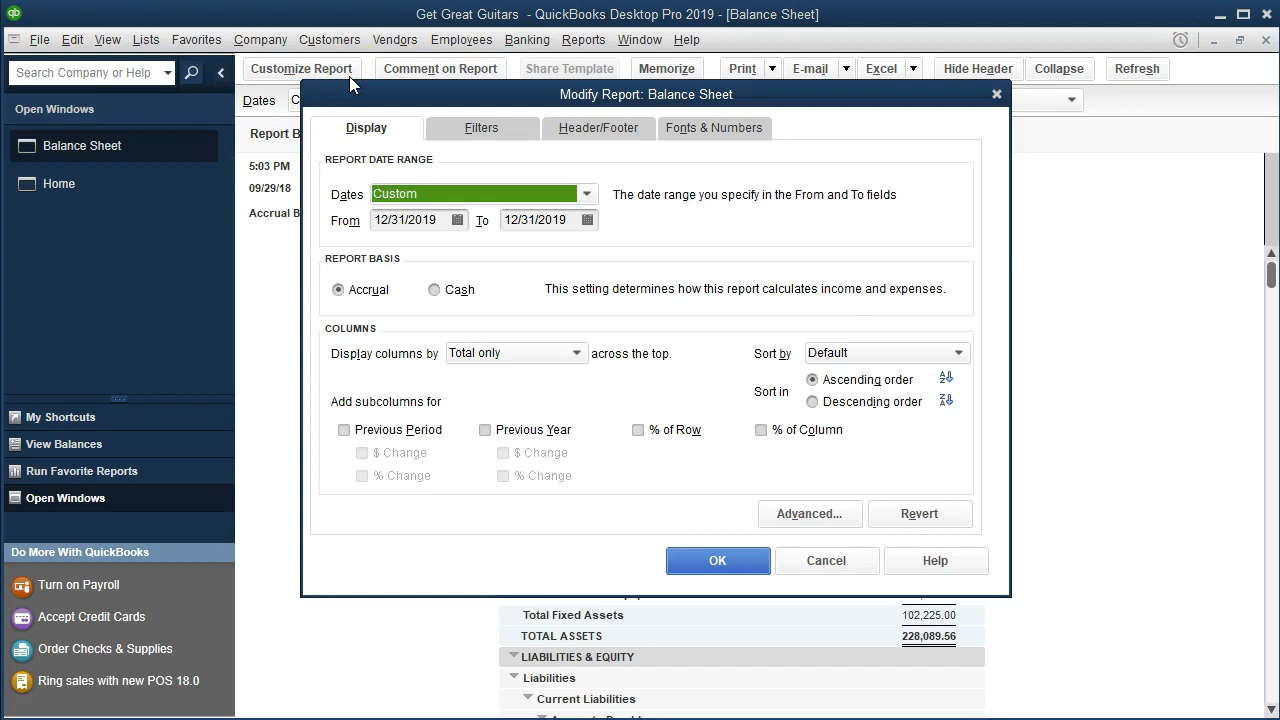 Get Great Guitars - QuickBooks Desktop Pro 2019 - [Balance Sheet]
File Edit View Lists Favorites Company Customers Vendors Employees Banking Reports Window Help
Search Company or Help
Customize Report Comment on Report Share Template Memorize Print E-mail Excel Hide Header Collapse Refresh
Open Windows
Dates
Modify Report: Balance Sheet
Display Filters Header/Footer Fonts & Numbers
Balance Sheet
Home
5:03 PM
09/29/18
REPORT DATE RANGE
Dates Custom The date range you specify in the From and To fields
From 12/31/2019 To 12/31/2019
REPORT BASIS
Accrual Cash This setting determines how this report calculates income and expenses.
COLUMNS
Display columns by Total only across the top. Sort by Default
Sort in Ascending order
Descending order
Add subcolumns for
Previous Period Previous Year % of Row % of Column
$ Change $ Change
% Change % Change
Advanced... Revert
OK Cancel Help
My Shortcuts
View Balances
Run Favorite Reports
Open Windows
Do More With QuickBooks
Turn on Payroll
Accept Credit Cards
Order Checks & Supplies
Ring sales with new POS 18.0
Total Fixed Assets 102,225.00
TOTAL ASSETS 228,089.56
LIABILITIES & EQUITY
Liabilities
Current Liabilities